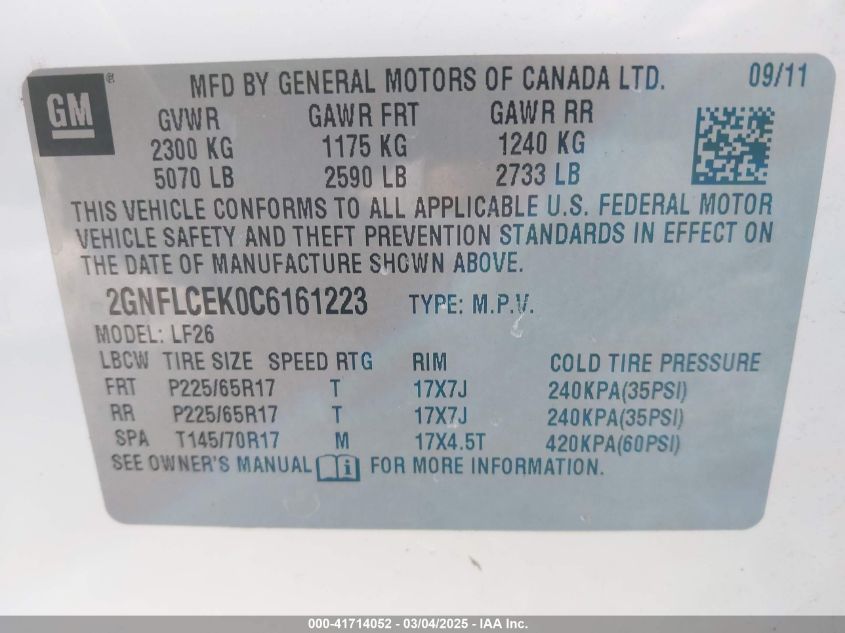 GM® MFD BY GENERAL MOTORS OF CANADA LTD. 09/11
GVWR GAWR FRT GAWR RR
2300 KG 1175 KG 1240 KG
5070 LB 2590 LB 2733 LB
THIS VEHICLE CONFORMS TO ALL APPLICABLE U.S. FEDERAL MOTOR
VEHICLE SAFETY AND THEFT PREVENTION STANDARDS IN EFFECT ON
THE DATE OF MANUFACTURE SHOWN ABOVE.
2GNFLCEK0C6161223 TYPE: M.P.V.
MODEL: LF26
LBCW TIRE SIZE SPEED RTG RIM COLD TIRE PRESSURE
FRT P225/65R17 T 17X7J 240KPA(35PSI)
RR P225/65R17 T 17X7J 240KPA(35PSI)
SPA T145/70R17 M 17X4.5T 420KPA(60PSI)
SEE OWNER'S MANUAL i FOR MORE INFORMATION.
000-41714052 - 03/04/2025 - IAA Inc.